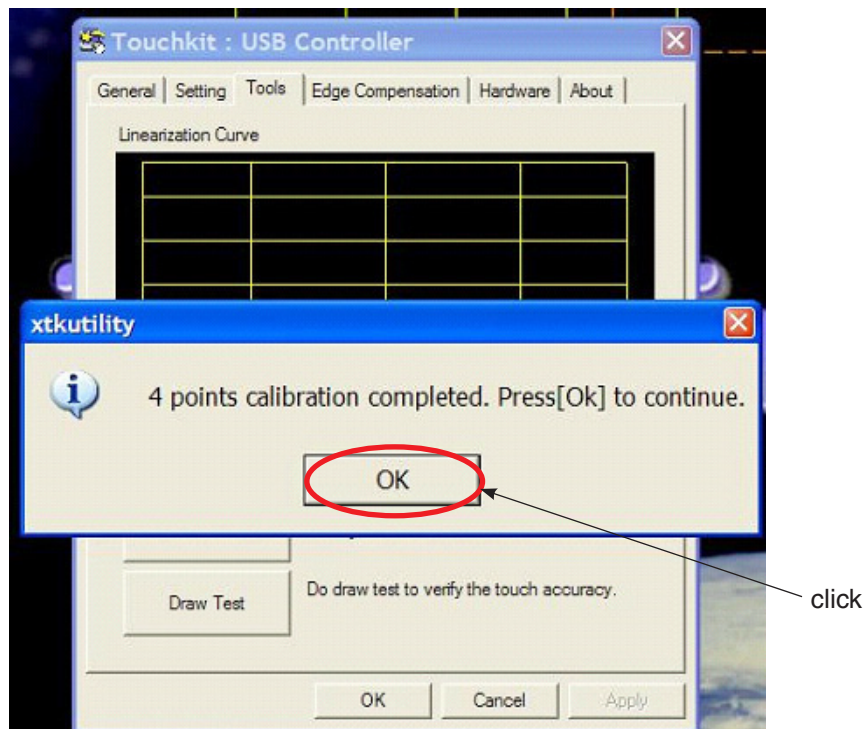 Touchkit : USB Controller
General Setting Tools Edge Compensation Hardware About
Linearization Curve
xtkutility
4 points calibration completed. Press[Ok] to continue.
OK
click
Draw Test
Do draw test to verify the touch accuracy.
OK Cancel Apply